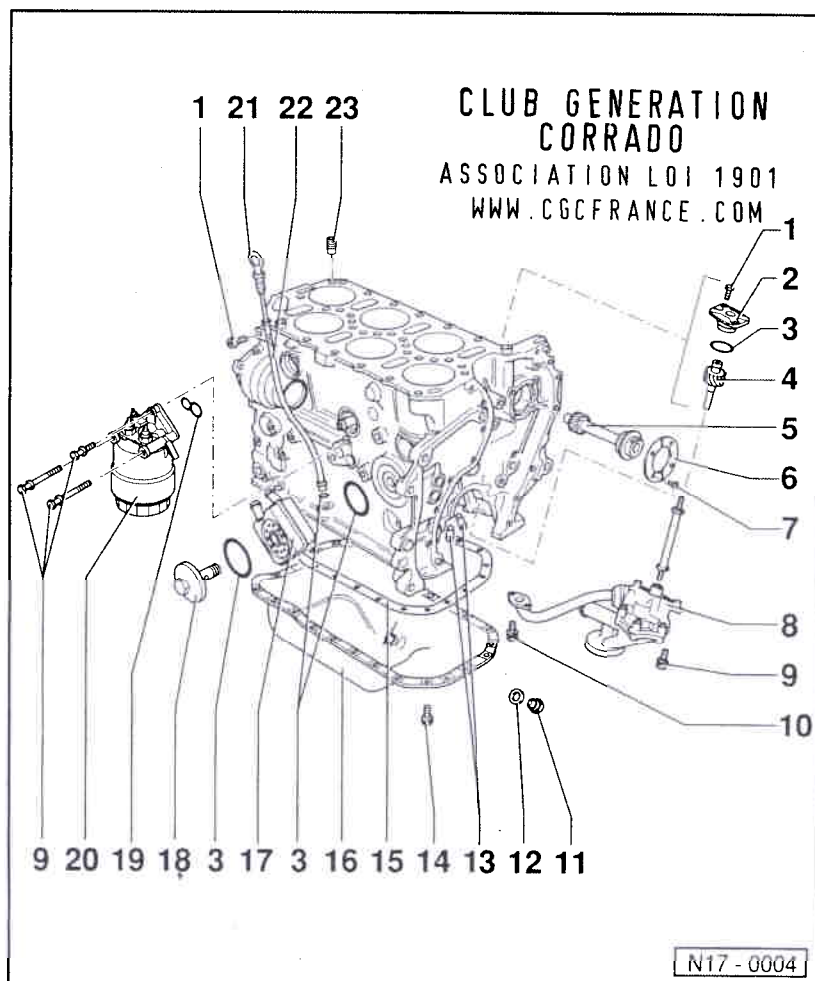 CLUB GENERATION
CORRADO
ASSOCIATION LOI 1901
WWW.CGCFRANCE.COM
1 21 22 23
1
2
3
4
5
6
7
8
9
10
9 20 19 18 3 17 3 16 15 14 13 12 11
N17 - 0004